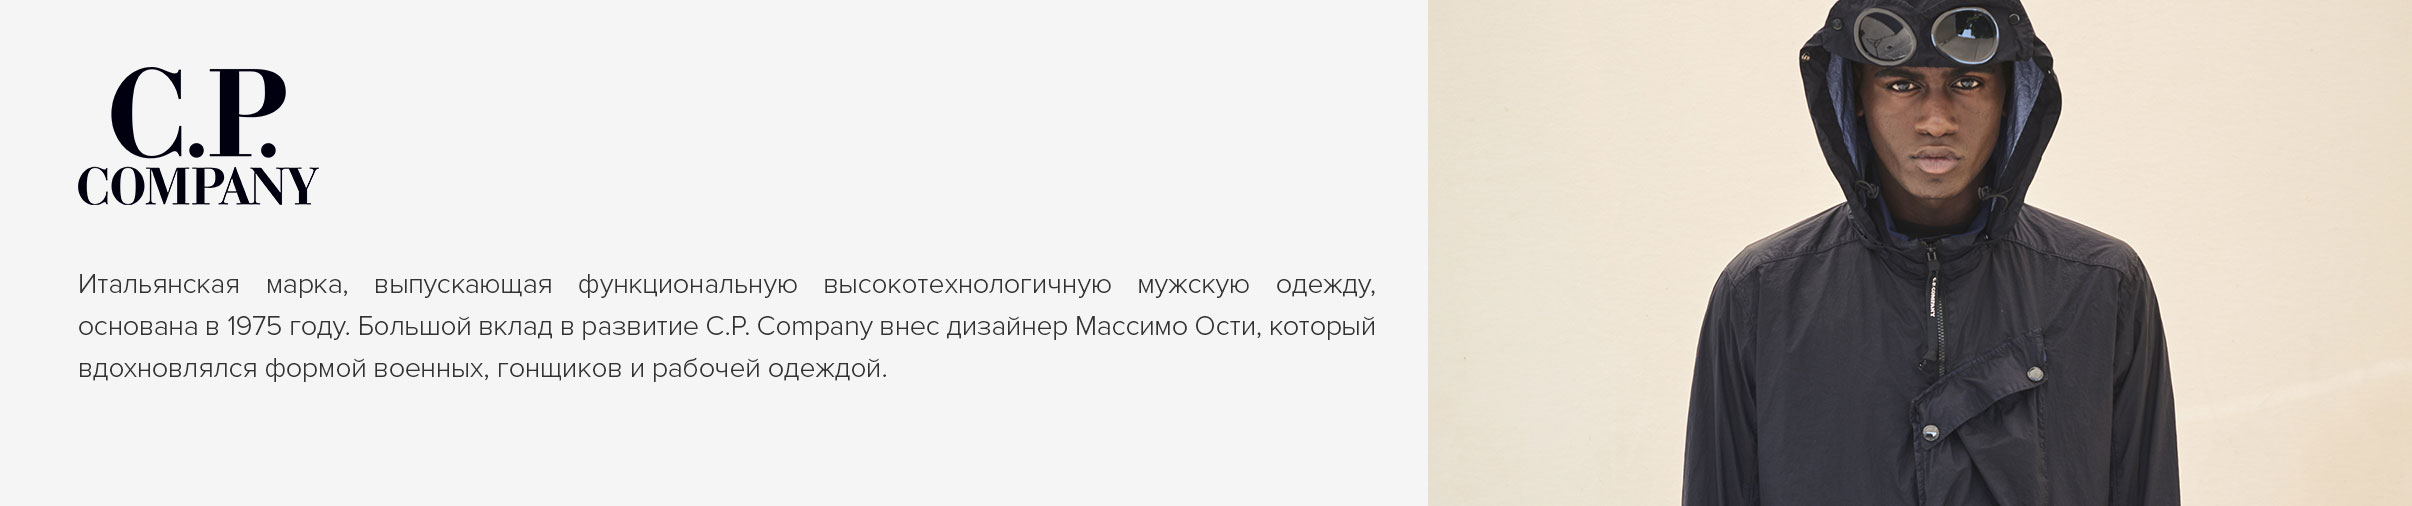 C.P.
COMPANY
Итальянская марка, выпускающая функциональную высокотехнологичную мужскую одежду,
основана в 1975 году. Большой вклад в развитие C.P. Company внес дизайнер Массимо Ости, который
вдохновлялся формой военных, гонщиков и рабочей одеждой.
C.P. COMPANY